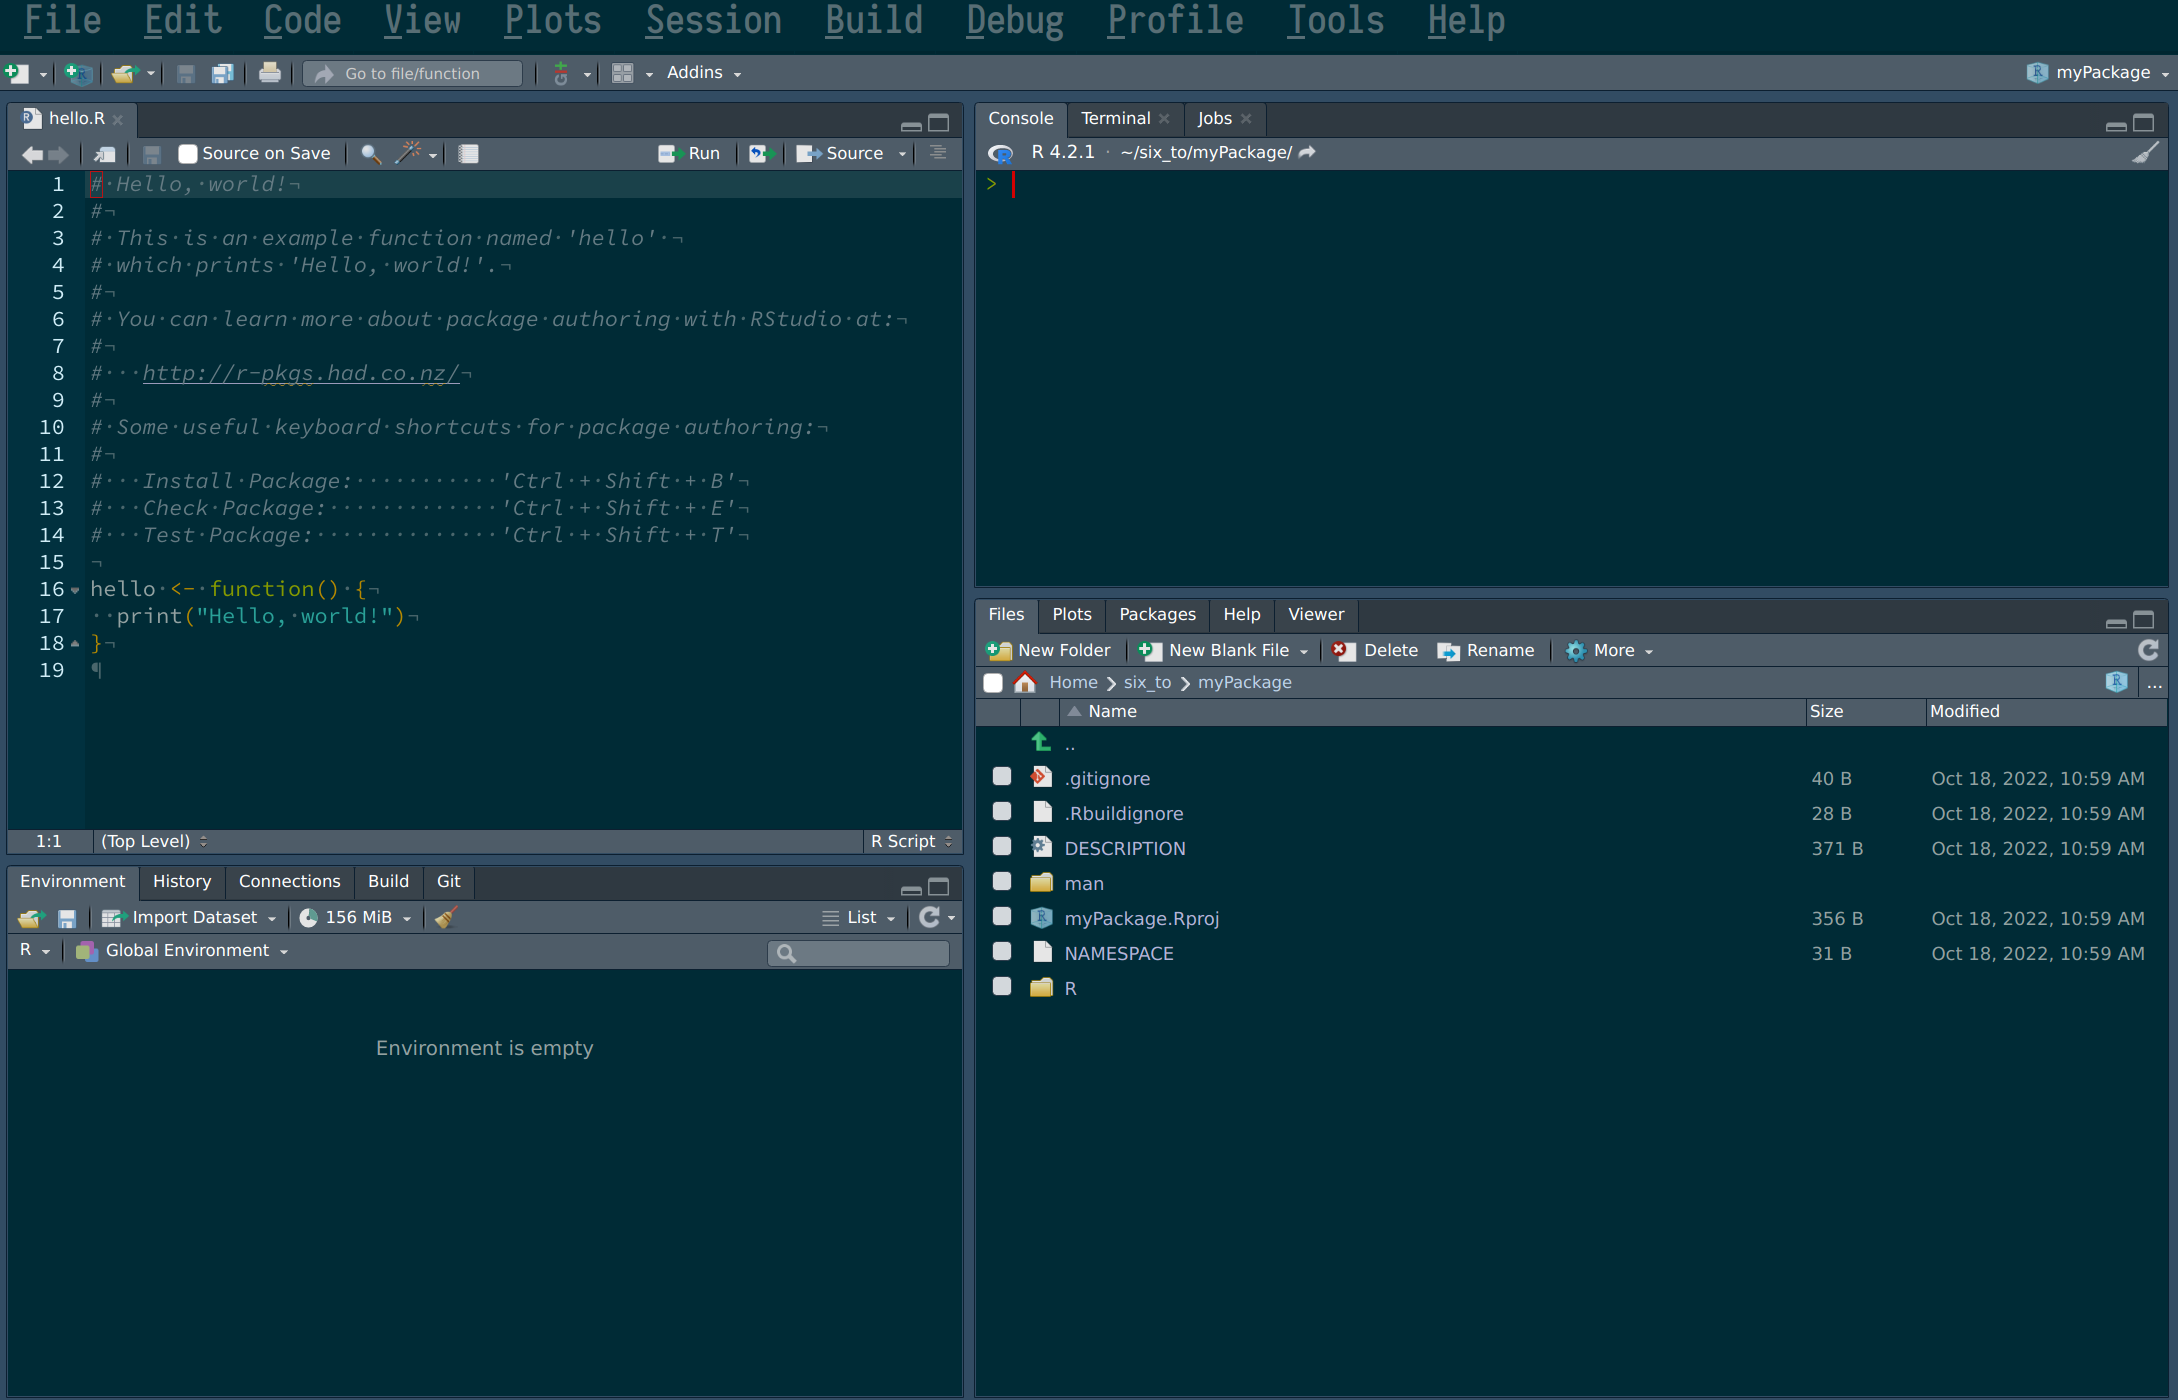 File Edit Code View Plots Session Build Debug Profile Tools Help
Go to file/function Addins myPackage
hello.R
Source on Save Run Source
1 # Hello, world!
2 #
3 # This is an example function named 'hello'
4 # which prints 'Hello, world!'.
5 #
6 # You can learn more about package authoring with RStudio at:
7 #
8 #   http://r-pkgs.had.co.nz/
9 #
10 # Some useful keyboard shortcuts for package authoring:
11 #
12 #   Install Package:           'Ctrl + Shift + B'
13 #   Check Package:             'Ctrl + Shift + E'
14 #   Test Package:              'Ctrl + Shift + T'
15
16 hello <- function() {
17   print("Hello, world!")
18 }
19
1:1 (Top Level) R Script
Environment History Connections Build Git
Import Dataset 156 MiB List
R Global Environment
Environment is empty
Console Terminal Jobs
R 4.2.1 · ~/six_to/myPackage/
>
Files Plots Packages Help Viewer
New Folder New Blank File Delete Rename More
Home six_to myPackage ...
Name Size Modified
..
.gitignore 40 B Oct 18, 2022, 10:59 AM
.Rbuildignore 28 B Oct 18, 2022, 10:59 AM
DESCRIPTION 371 B Oct 18, 2022, 10:59 AM
man
myPackage.Rproj 356 B Oct 18, 2022, 10:59 AM
NAMESPACE 31 B Oct 18, 2022, 10:59 AM
R